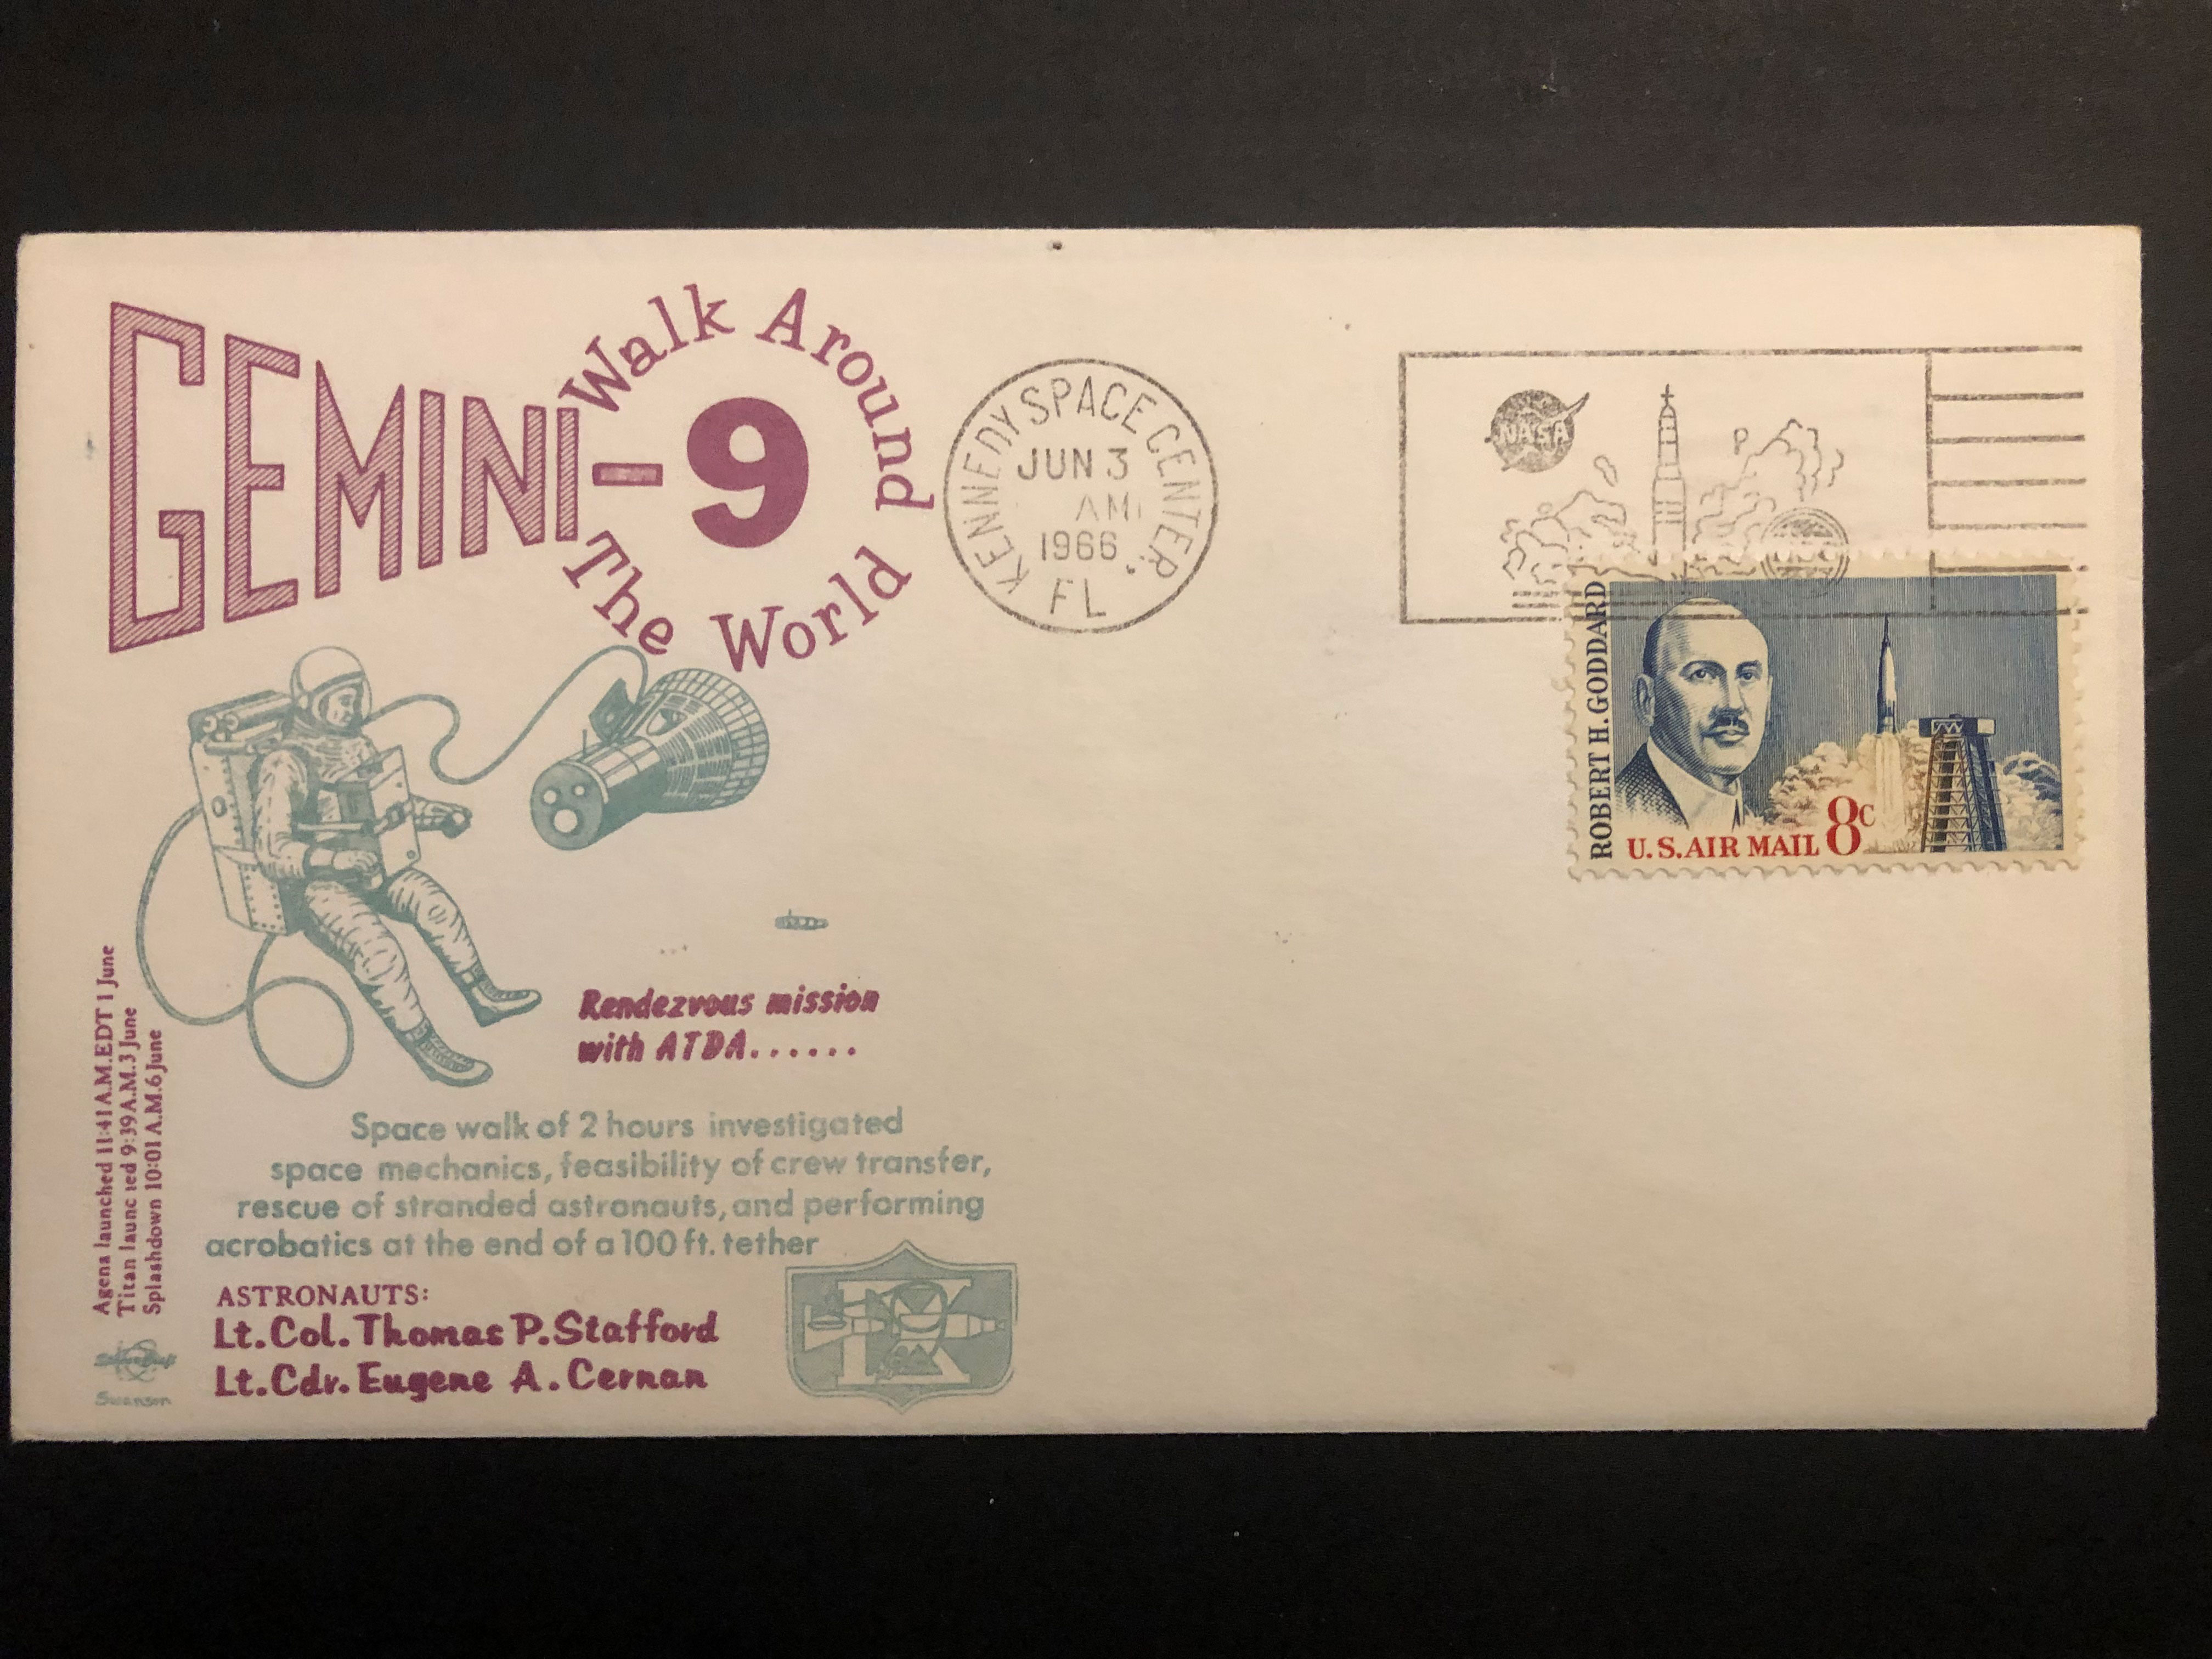 GEMINI-9
Walk Around
The World
KENNEDY SPACE CENTER
JUN 3
AM
1966
FL
NASA
ROBERT H. GODDARD
U.S. AIR MAIL 8c
Rendezvous mission
with ATDA......
Agena launched 11:41 A.M. EDT 1 June
Titan launc ed 9:39 A.M. 3 June
Splashdown 10:01 A.M. 6 June
Space walk of 2 hours investigated
space mechanics, feasibility of crew transfer,
rescue of stranded astronauts, and performing
acrobatics at the end of a 100 ft. tether
ASTRONAUTS:
Lt. Col. Thomas P. Stafford
Lt. Cdr. Eugene A. Cernan
IX
Swanson